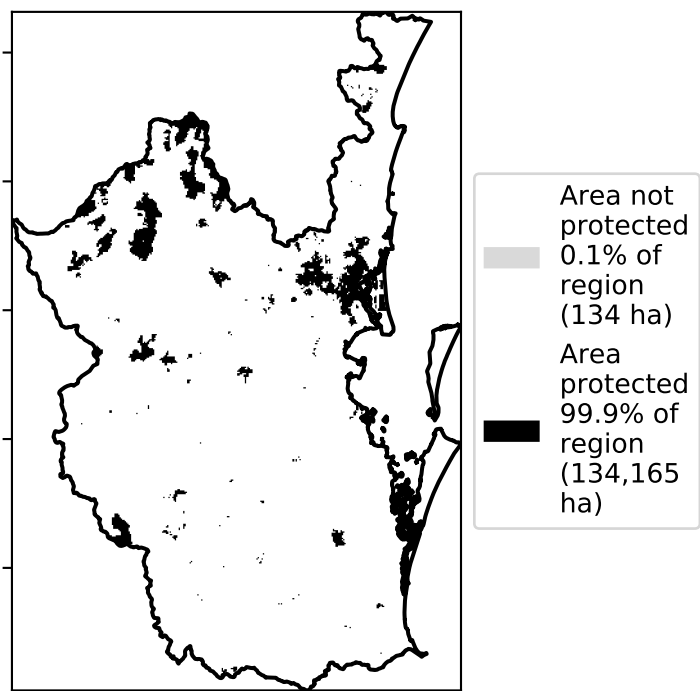 Area not
protected
0.1% of
region
(134 ha)
Area
protected
99.9% of
region
(134,165
ha)